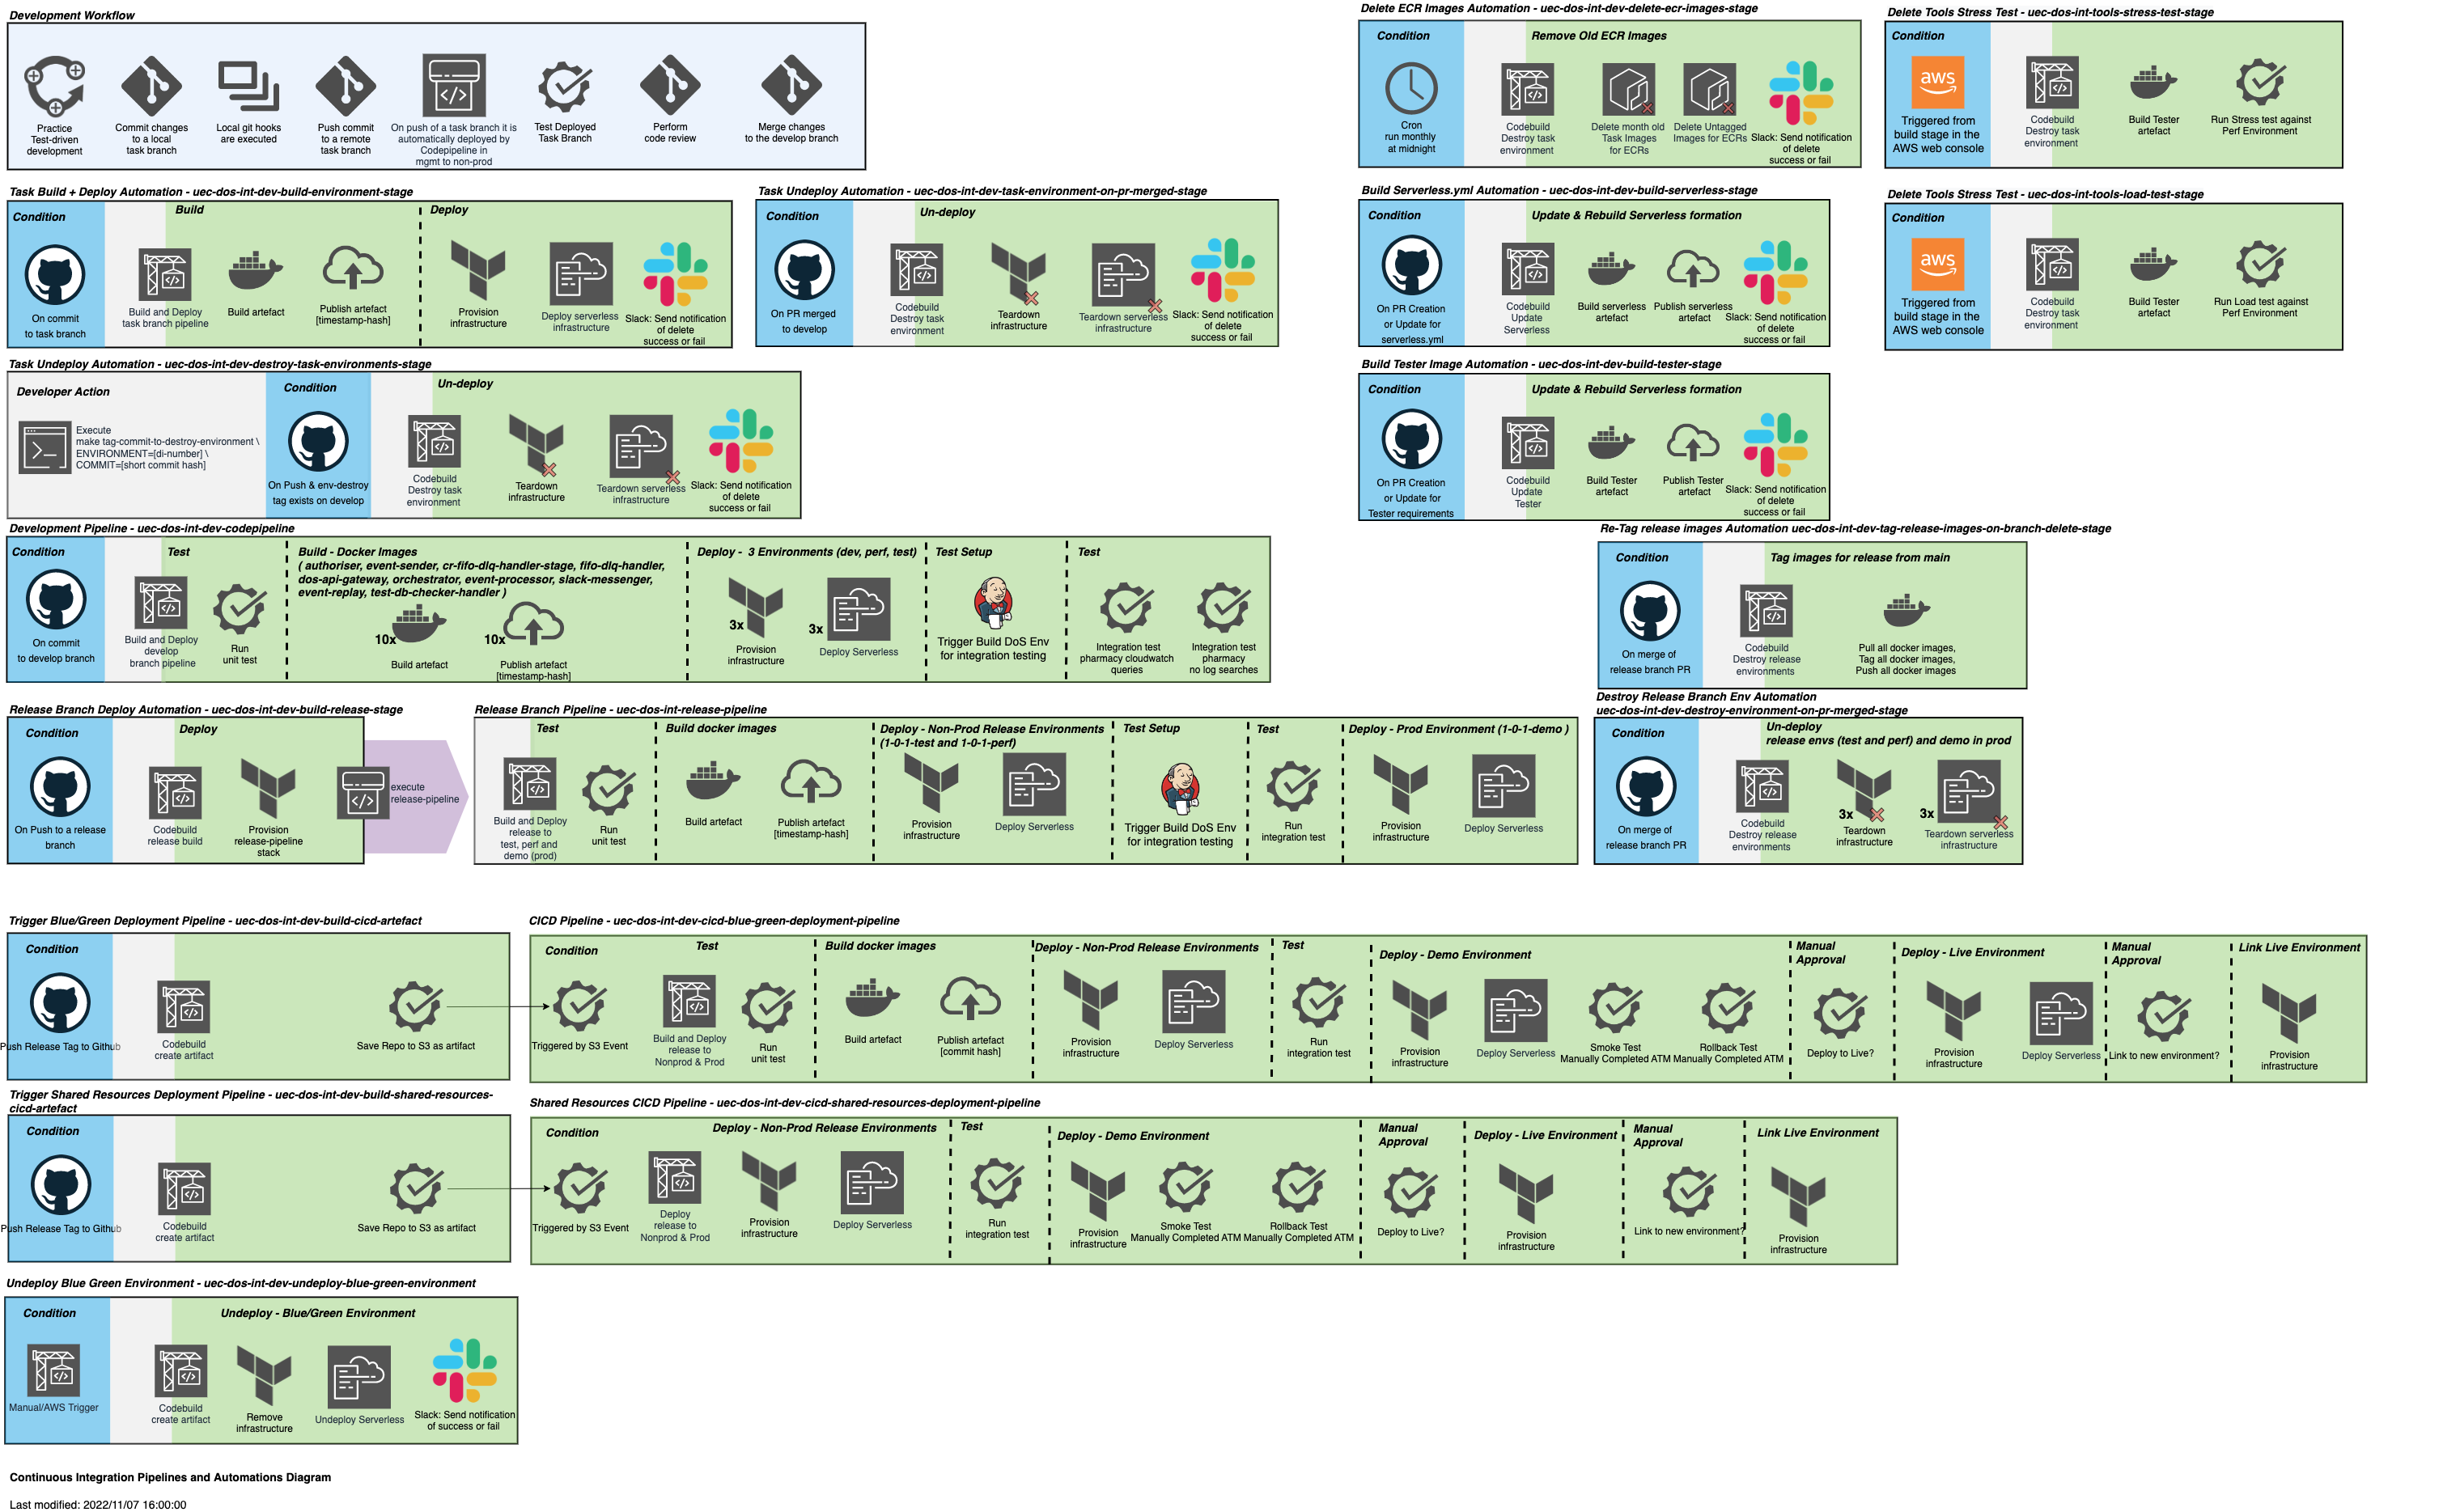 Development Workflow
Practice
Test-driven
development
Commit changes
to a local
task branch
Local git hooks
are executed
Push commit
to a remote
task branch
On push of a task branch it is
automatically deployed by
Codepipeline in
mgmt to non-prod
Test Deployed
Task Branch
Perform
code review
Merge changes
to the develop branch
Delete ECR Images Automation - uec-dos-int-dev-delete-ecr-images-stage
Condition
Remove Old ECR Images
Cron
run monthly
at midnight
Codebuild
Destroy task
environment
Delete month old
Task Images
for ECRs
Delete Untagged
Images for ECRs
Slack: Send notification
of delete
success or fail
Delete Tools Stress Test - uec-dos-int-tools-stress-test-stage
Condition
aws
Triggered from
build stage in the
AWS web console
Codebuild
Destroy task
environment
Build Tester
artefact
Run Stress test against
Perf Environment
Task Build + Deploy Automation - uec-dos-int-dev-build-environment-stage
Condition
Build
Deploy
On commit
to task branch
Build and Deploy
task branch pipeline
Build artefact
Publish artefact
[timestamp-hash]
Provision
infrastructure
Deploy serverless
infrastructure
Slack: Send notification
of delete
success or fail
Task Undeploy Automation - uec-dos-int-dev-task-environment-on-pr-merged-stage
Condition
Un-deploy
On PR merged
to develop
Codebuild
Destroy task
environment
Teardown
infrastructure
Teardown serverless
infrastructure
Slack: Send notification
of delete
success or fail
Build Serverless.yml Automation - uec-dos-int-dev-build-serverless-stage
Condition
Update & Rebuild Serverless formation
On PR Creation
or Update for
serverless.yml
Codebuild
Update
Serverless
Build serverless
artefact
Publish serverless
artefact
Slack: Send notification
of delete
success or fail
Delete Tools Stress Test - uec-dos-int-tools-load-test-stage
Condition
aws
Triggered from
build stage in the
AWS web console
Codebuild
Destroy task
environment
Build Tester
artefact
Run Load test against
Perf Environment
Task Undeploy Automation - uec-dos-int-dev-destroy-task-environments-stage
Developer Action
Execute
make tag-commit-to-destroy-environment \
ENVIRONMENT=[di-number] \
COMMIT=[short commit hash]
Condition
Un-deploy
On Push & env-destroy
tag exists on develop
Codebuild
Destroy task
environment
Teardown
infrastructure
Teardown serverless
infrastructure
Slack: Send notification
of delete
success or fail
Build Tester Image Automation - uec-dos-int-dev-build-tester-stage
Condition
Update & Rebuild Serverless formation
On PR Creation
or Update for
Tester requirements
Codebuild
Update
Tester
Build Tester
artefact
Publish Tester
artefact
Slack: Send notification
of delete
success or fail
Development Pipeline - uec-dos-int-dev-codepipeline
Condition
Test
On commit
to develop branch
Build and Deploy
develop
branch pipeline
Run
unit test
Build - Docker Images
( authoriser, event-sender, cr-fifo-dlq-handler-stage, fifo-dlq-handler,
dos-api-gateway, orchestrator, event-processor, slack-messenger,
event-replay, test-db-checker-handler )
10x
Build artefact
10x
Publish artefact
[timestamp-hash]
Deploy - 3 Environments (dev, perf, test)
3x
Provision
infrastructure
3x
Deploy Serverless
Test Setup
Trigger Build DoS Env
for integration testing
Test
Integration test
pharmacy cloudwatch
queries
Integration test
pharmacy
no log searches
Re-Tag release images Automation uec-dos-int-dev-tag-release-images-on-branch-delete-stage
Condition
Tag images for release from main
On merge of
release branch PR
Codebuild
Destroy release
environments
Pull all docker images,
Tag all docker images,
Push all docker images
Release Branch Deploy Automation - uec-dos-int-dev-build-release-stage
Condition
Deploy
On Push to a release
branch
Codebuild
release build
Provision
release-pipeline
stack
execute
release-pipeline
Release Branch Pipeline - uec-dos-int-release-pipeline
Test
Build and Deploy
release to
test, perf and
demo (prod)
Run
unit test
Build docker images
Build artefact
Publish artefact
[timestamp-hash]
Deploy - Non-Prod Release Environments
(1-0-1-test and 1-0-1-perf)
Provision
infrastructure
Deploy Serverless
Test Setup
Trigger Build DoS Env
for integration testing
Test
Run
integration test
Deploy - Prod Environment (1-0-1-demo )
Provision
infrastructure
Deploy Serverless
Destroy Release Branch Env Automation
uec-dos-int-dev-destroy-environment-on-pr-merged-stage
Condition
Un-deploy
release envs (test and perf) and demo in prod
On merge of
release branch PR
Codebuild
Destroy release
environments
3x
Teardown
infrastructure
3x
Teardown serverless
infrastructure
Trigger Blue/Green Deployment Pipeline - uec-dos-int-dev-build-cicd-artefact
Condition
Push Release Tag to Github
Codebuild
create artifact
Save Repo to S3 as artifact
CICD Pipeline - uec-dos-int-dev-cicd-blue-green-deployment-pipeline
Condition
Triggered by S3 Event
Test
Build and Deploy
release to
Nonprod & Prod
Run
unit test
Build docker images
Build artefact
Publish artefact
[commit hash]
Deploy - Non-Prod Release Environments
Provision
infrastructure
Deploy Serverless
Test
Run
integration test
Deploy - Demo Environment
Provision
infrastructure
Deploy Serverless
Smoke Test
Manually Completed ATM
Rollback Test
Manually Completed ATM
Manual
Approval
Deploy to Live?
Deploy - Live Environment
Provision
infrastructure
Deploy Serverless
Manual
Approval
Link to new environment?
Link Live Environment
Provision
infrastructure
Trigger Shared Resources Deployment Pipeline - uec-dos-int-dev-build-shared-resources-
cicd-artefact
Condition
Push Release Tag to Github
Codebuild
create artifact
Save Repo to S3 as artifact
Shared Resources CICD Pipeline - uec-dos-int-dev-cicd-shared-resources-deployment-pipeline
Condition
Triggered by S3 Event
Deploy - Non-Prod Release Environments
Deploy
release to
Nonprod & Prod
Provision
infrastructure
Deploy Serverless
Test
Run
integration test
Deploy - Demo Environment
Provision
infrastructure
Smoke Test
Manually Completed ATM
Rollback Test
Manually Completed ATM
Manual
Approval
Deploy to Live?
Deploy - Live Environment
Provision
infrastructure
Manual
Approval
Link to new environment?
Link Live Environment
Provision
infrastructure
Undeploy Blue Green Environment - uec-dos-int-dev-undeploy-blue-green-environment
Condition
Undeploy - Blue/Green Environment
Manual/AWS Trigger
Codebuild
create artifact
Remove
infrastructure
Undeploy Serverless
Slack: Send notification
of success or fail
Continuous Integration Pipelines and Automations Diagram
Last modified: 2022/11/07 16:00:00